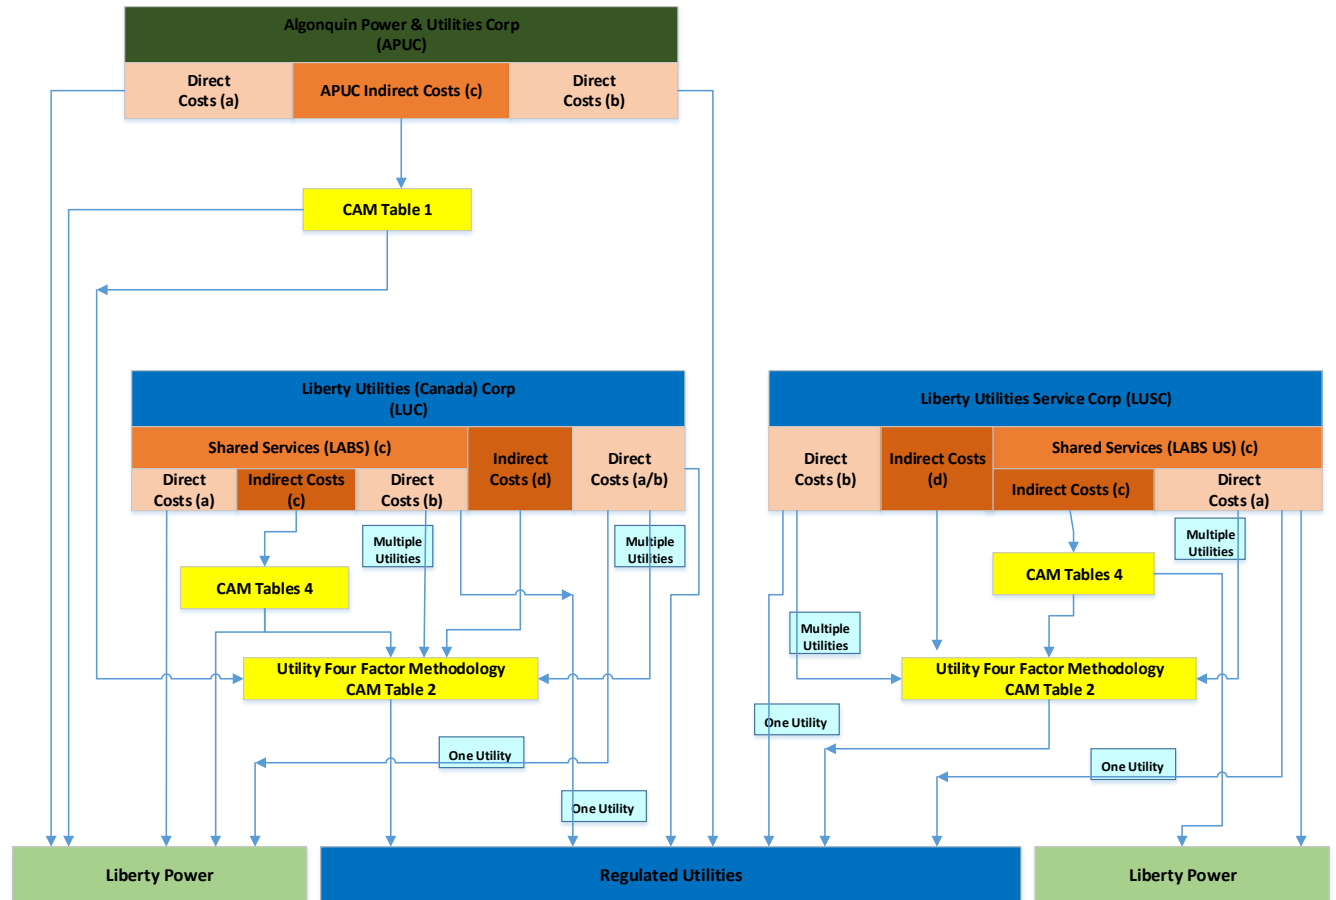 Algonquin Power & Utilities Corp
(APUC)
Direct
Costs (a)
APUC Indirect Costs (c)
Direct
Costs (b)
CAM Table 1
Liberty Utilities (Canada) Corp
(LUC)
Shared Services (LABS) (c)
Direct
Costs (a)
Indirect Costs
(c)
Direct
Costs (b)
Indirect
Costs (d)
Direct
Costs (a/b)
Liberty Utilities Service Corp (LUSC)
Direct
Costs (b)
Indirect Costs
(d)
Shared Services (LABS US) (c)
Indirect Costs (c)
Direct
Costs (a)
Multiple
Utilities
Multiple
Utilities
Multiple
Utilities
CAM Tables 4
CAM Tables 4
Multiple
Utilities
Utility Four Factor Methodology
CAM Table 2
Utility Four Factor Methodology
CAM Table 2
One Utility
One Utility
One Utility
One Utility
Liberty Power
Regulated Utilities
Liberty Power